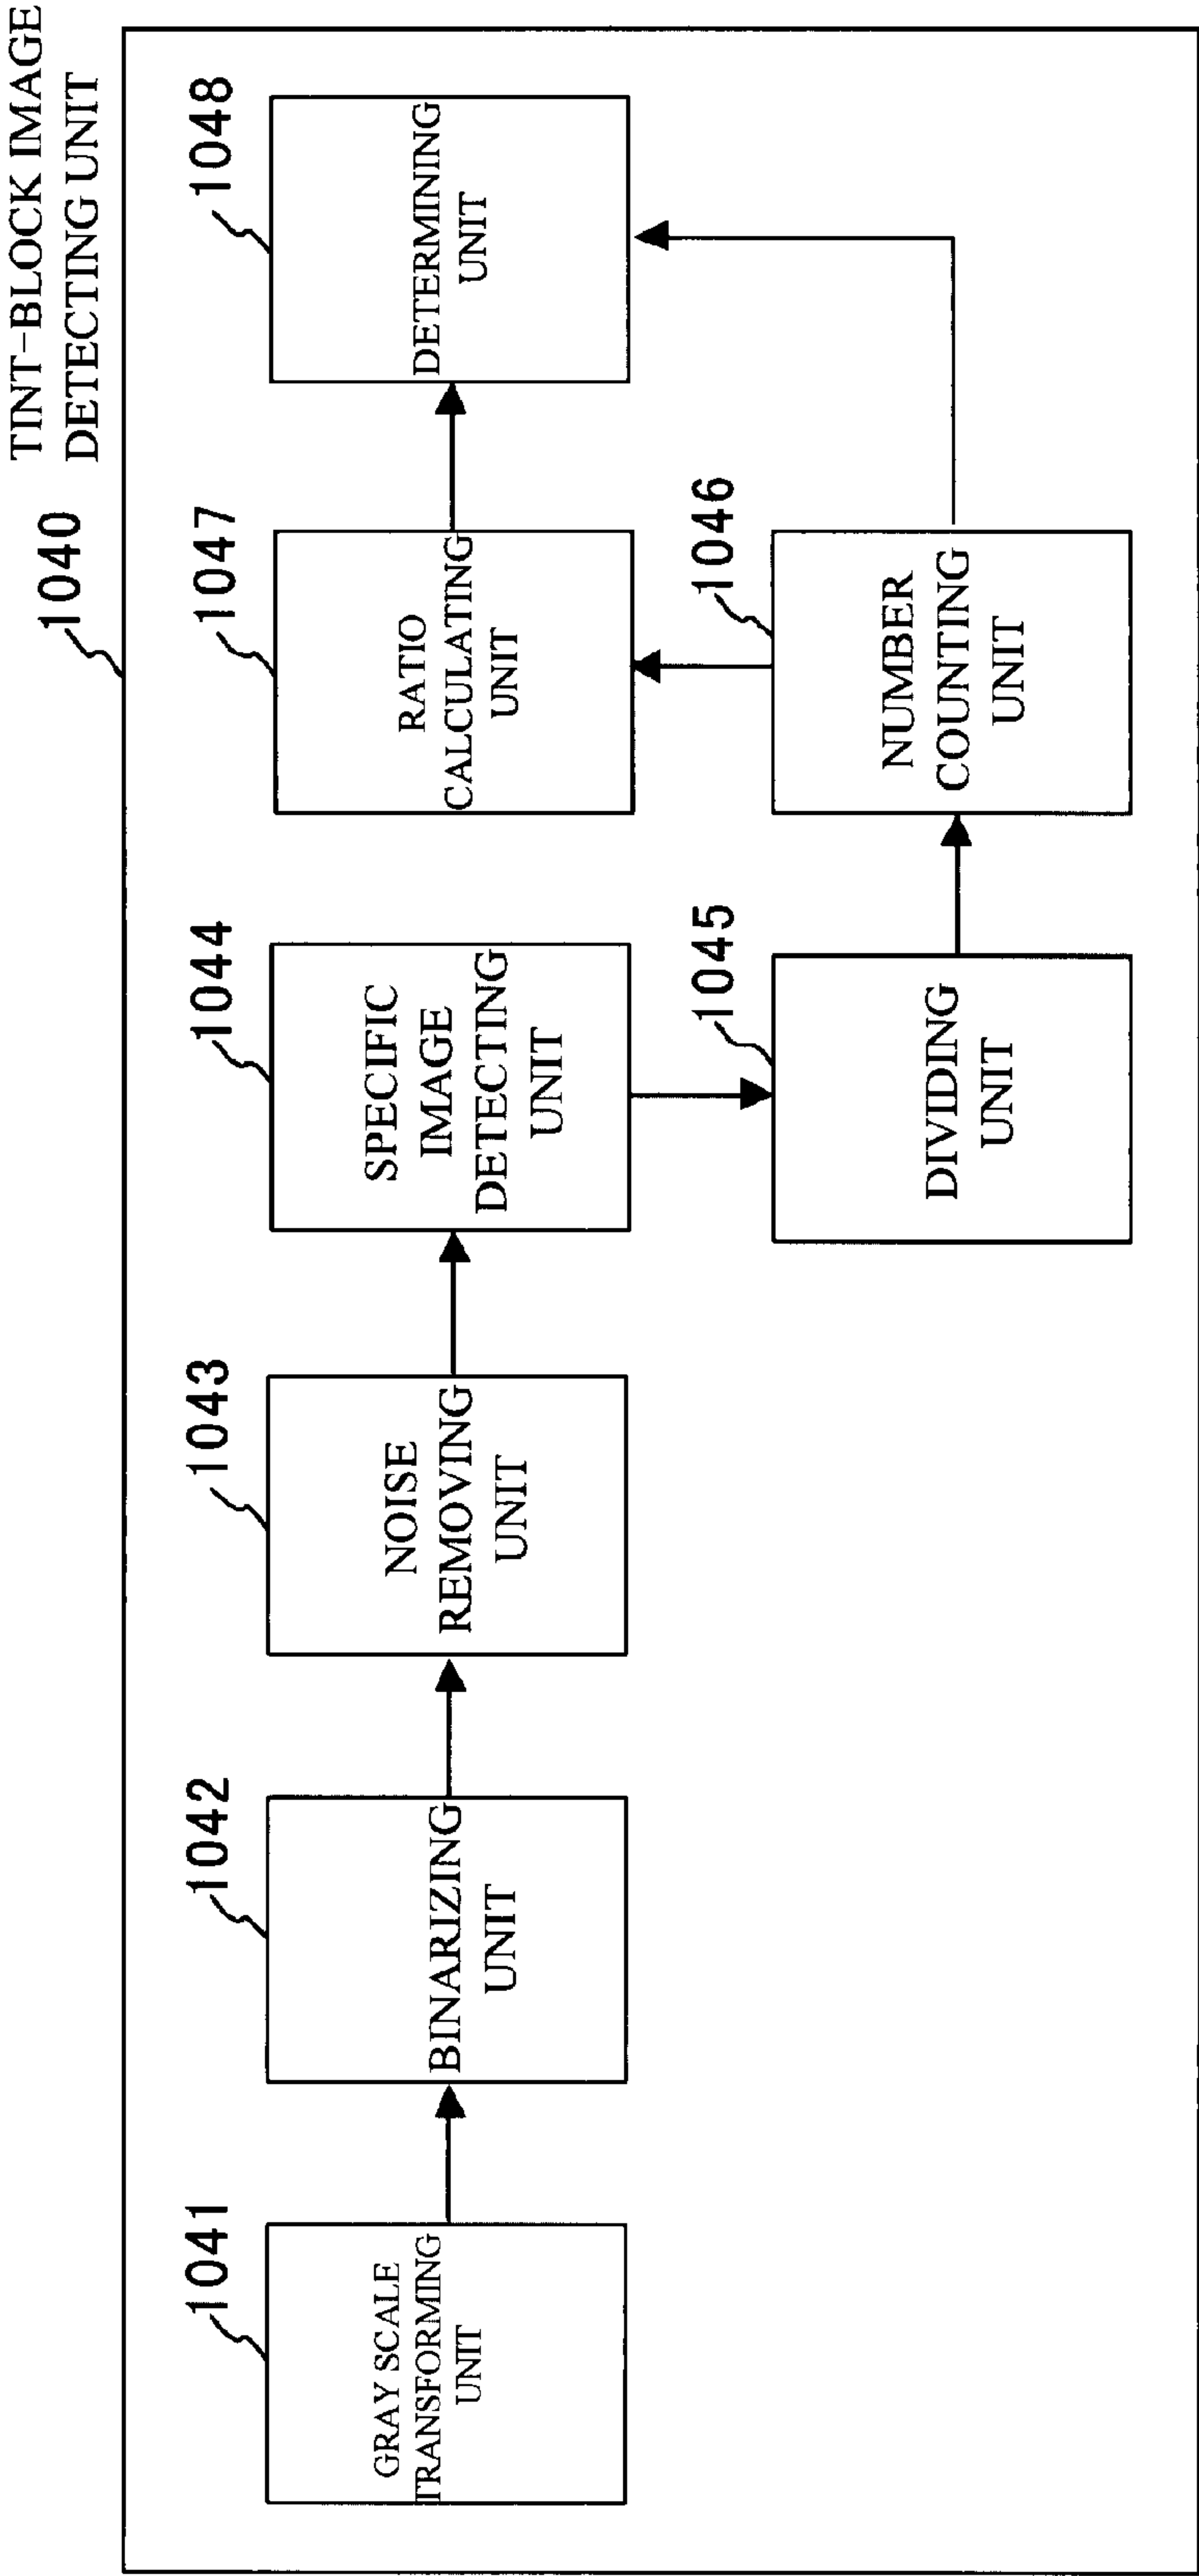 TINT-BLOCK IMAGE
DETECTING UNIT
1040
1041
GRAY SCALE
TRANSFORMING
UNIT
1042
BINARIZING
UNIT
1043
NOISE
REMOVING
UNIT
1044
SPECIFIC
IMAGE
DETECTING
UNIT
1045
DIVIDING
UNIT
1046
NUMBER
COUNTING
UNIT
1047
RATIO
CALCULATING
UNIT
1048
DETERMINING
UNIT